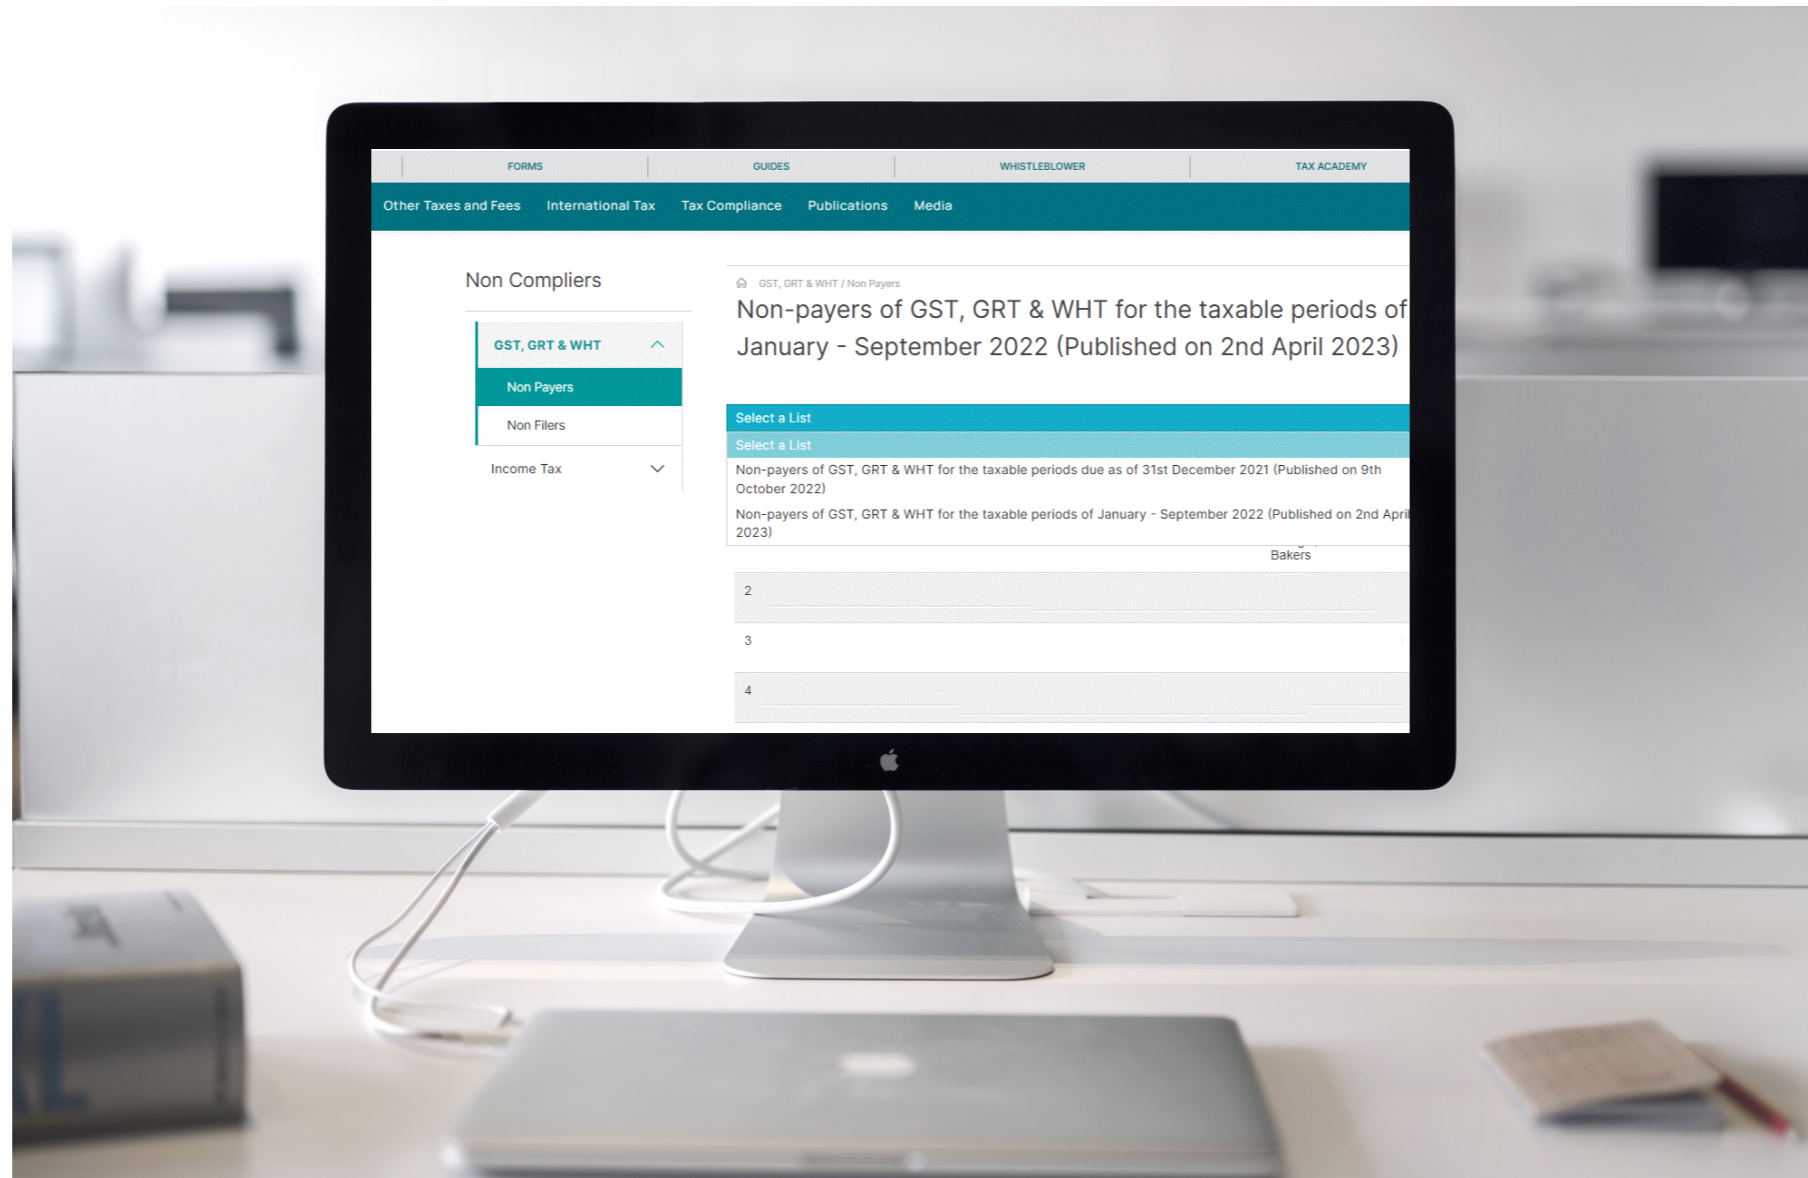 FORMS GUIDES WHISTLEBLOWER TAX ACADEMY
Other Taxes and Fees International Tax Tax Compliance Publications Media
Non Compliers
GST, GRT & WHT
Non Payers
Non Filers
Income Tax
GST, GRT & WHT / Non Payers
Non-payers of GST, GRT & WHT for the taxable periods of
January - September 2022 (Published on 2nd April 2023)
Select a List
Select a List
Non-payers of GST, GRT & WHT for the taxable periods due as of 31st December 2021 (Published on 9th
October 2022)
Non-payers of GST, GRT & WHT for the taxable periods of January - September 2022 (Published on 2nd April
2023)
Bakers
2
3
4